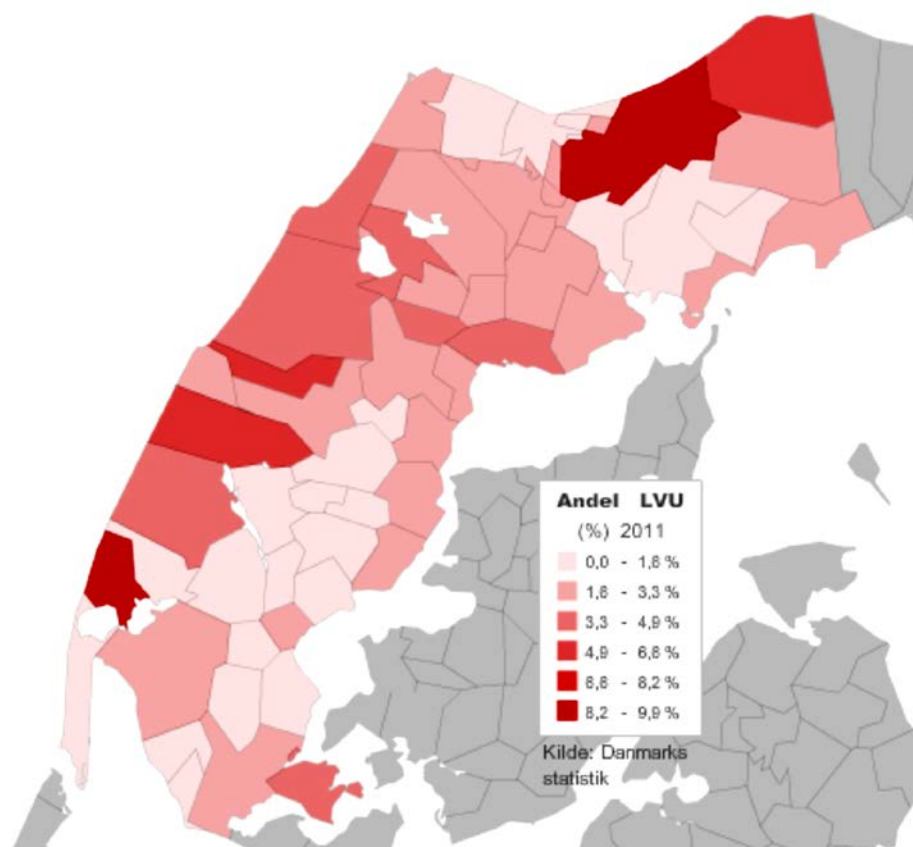 Andel LVU
(%) 2011
0,0 - 1,6 %
1,6 - 3,3 %
3,3 - 4,9 %
4,9 - 6,6 %
6,6 - 8,2 %
8,2 - 9,9 %
Kilde: Danmarks
statistik